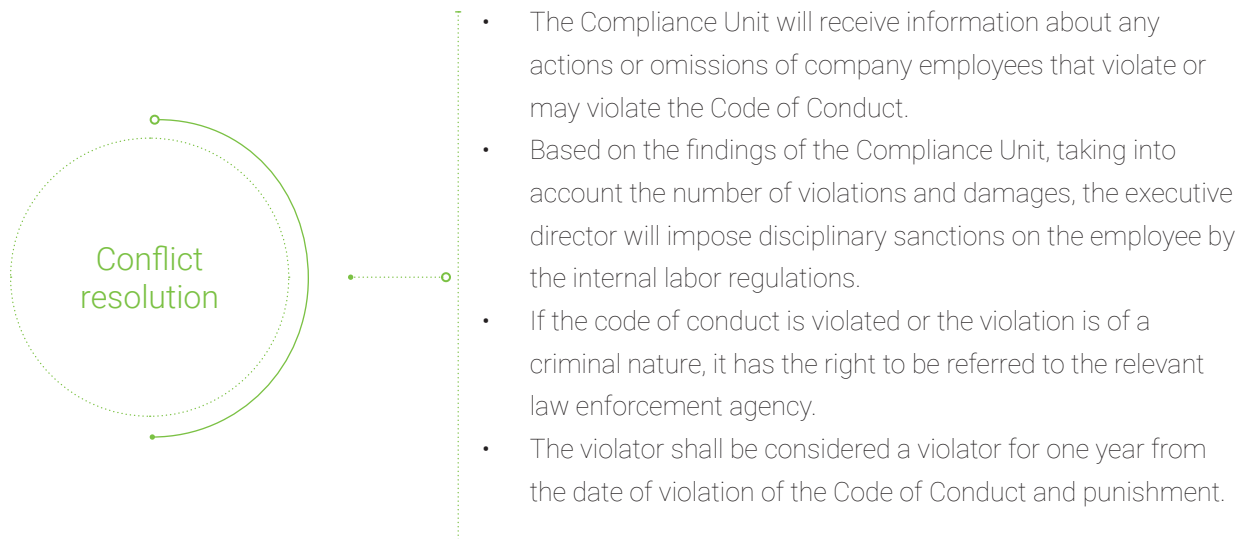 Conflict
resolution
• The Compliance Unit will receive information about any
actions or omissions of company employees that violate or
may violate the Code of Conduct.
• Based on the findings of the Compliance Unit, taking into
account the number of violations and damages, the executive
director will impose disciplinary sanctions on the employee by
the internal labor regulations.
• If the code of conduct is violated or the violation is of a
criminal nature, it has the right to be referred to the relevant
law enforcement agency.
• The violator shall be considered a violator for one year from
the date of violation of the Code of Conduct and punishment.